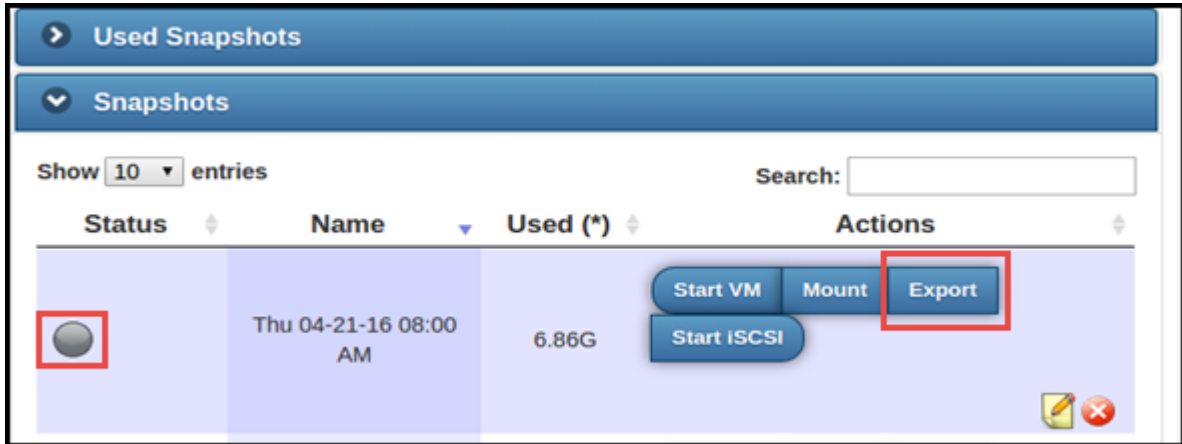 Used Snapshots
Snapshots
Show 10 entries
Search:
Status Name Used (*) Actions
Start VM Mount Export
Thu 04-21-16 08:00 AM
6.86G
Start iSCSI